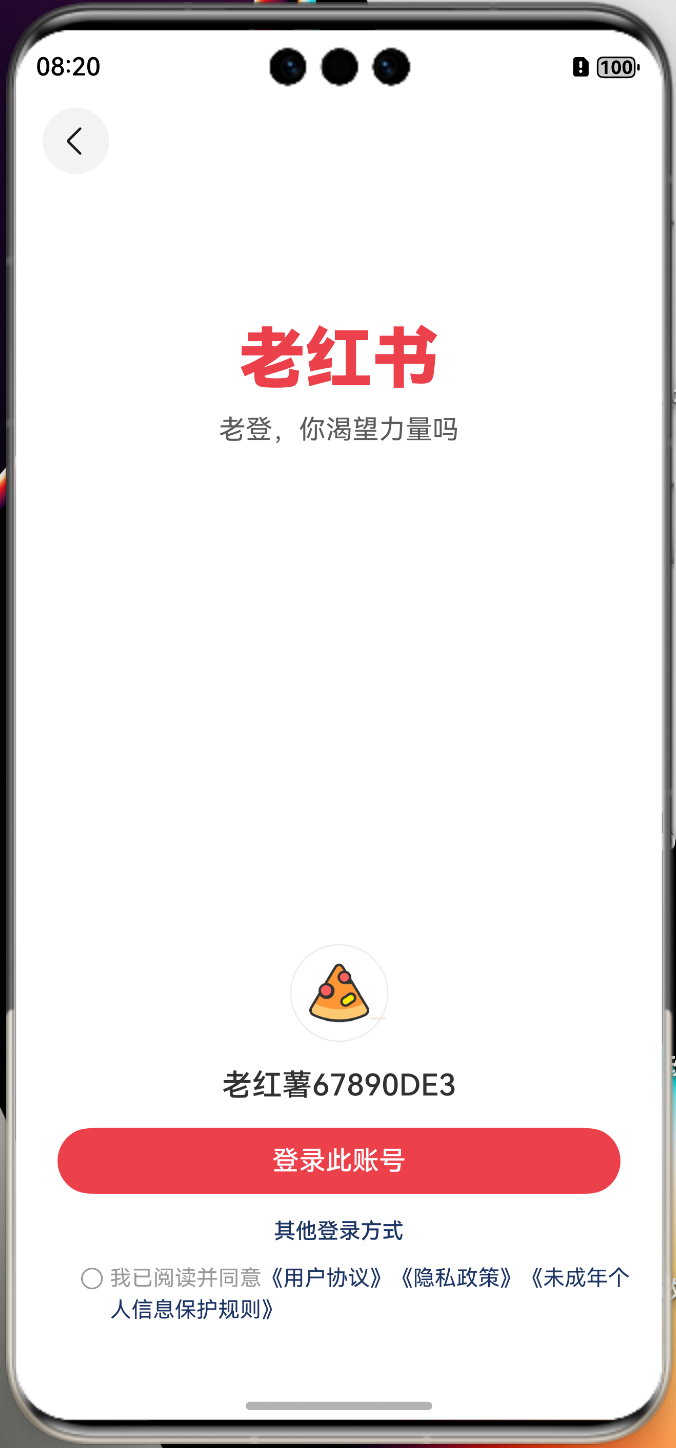 08:20
100
老红书
老登，你渴望力量吗
老红薯67890DE3
登录此账号
其他登录方式
我已阅读并同意《用户协议》《隐私政策》《未成年个
人信息保护规则》